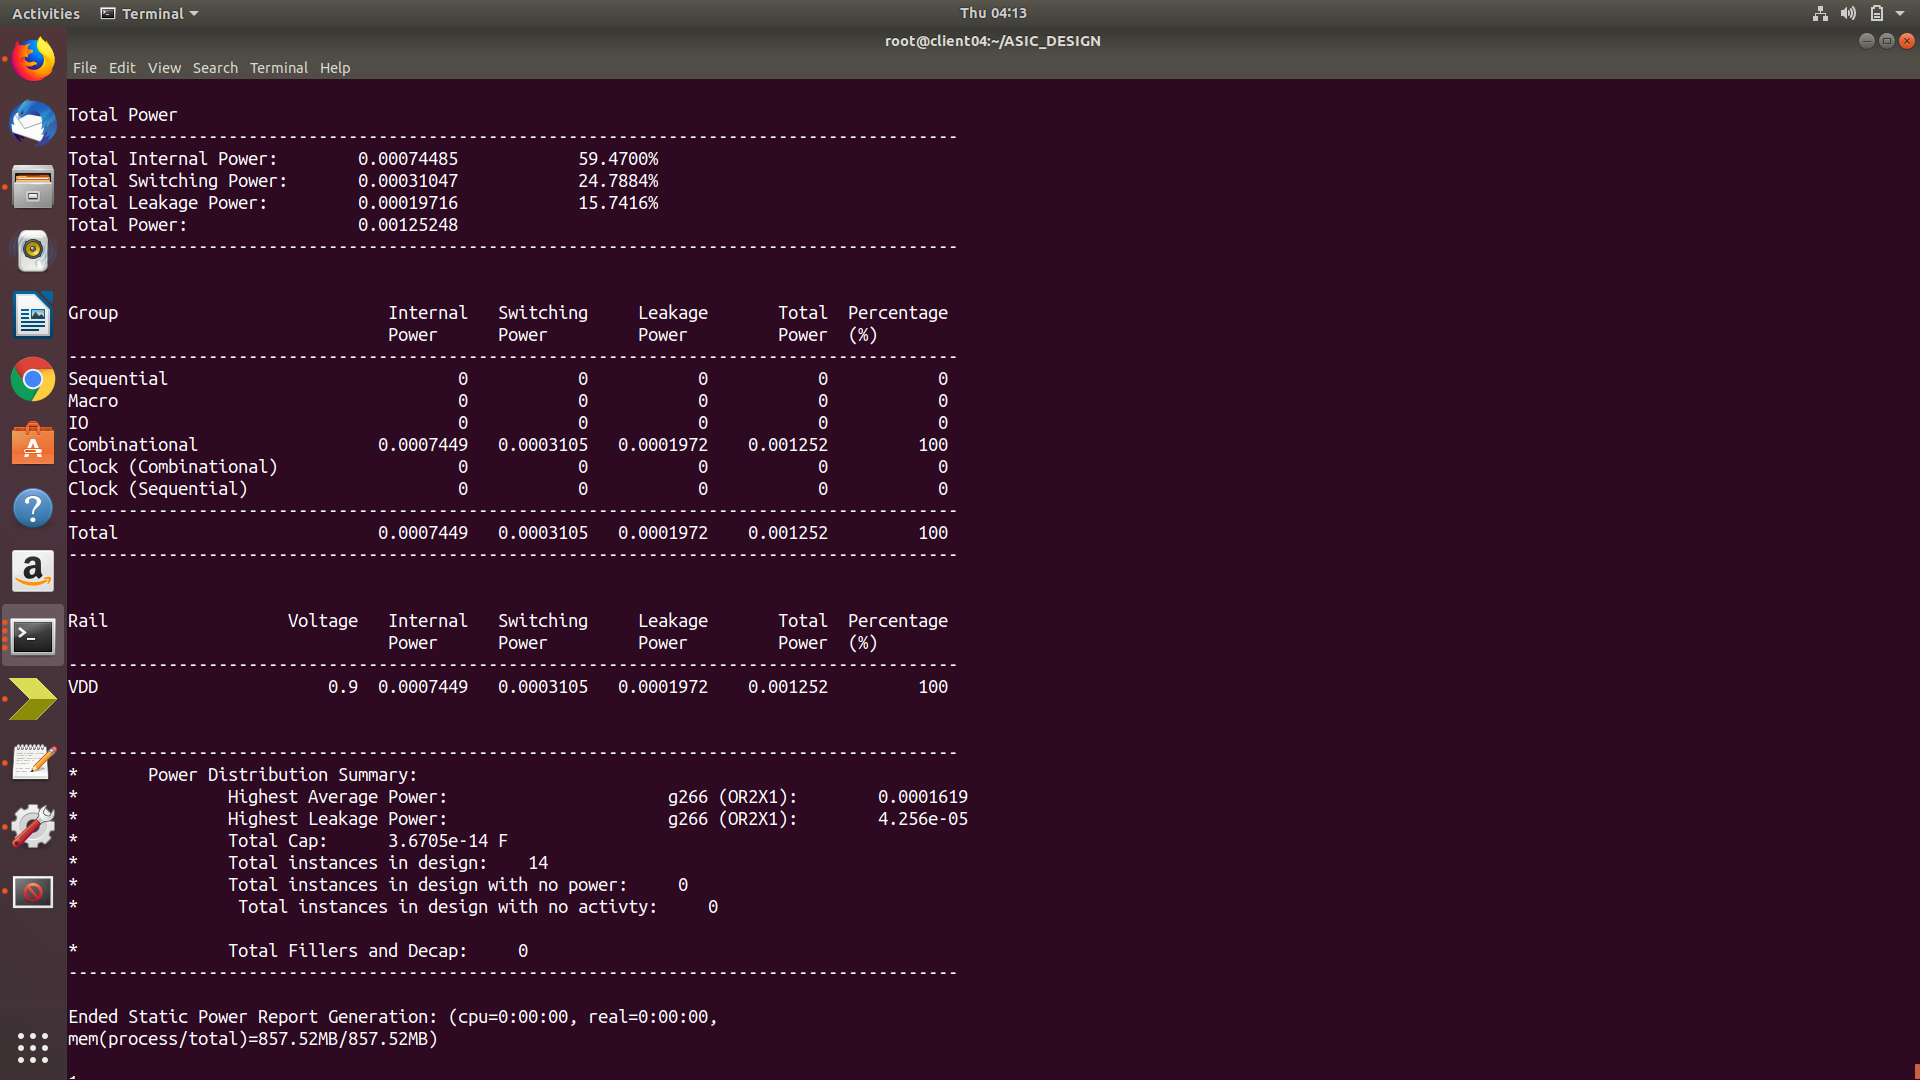 Activities Terminal Thu 04:13
root@client04:~/ASIC_DESIGN
File Edit View Search Terminal Help
Total Power
-----------------------------------------------------------------------------------------
Total Internal Power: 0.00074485 59.4700%
Total Switching Power: 0.00031047 24.7884%
Total Leakage Power: 0.00019716 15.7416%
Total Power: 0.00125248
-----------------------------------------------------------------------------------------
Group Internal Switching Leakage Total Percentage
Power Power Power Power (%)
-----------------------------------------------------------------------------------------
Sequential 0 0 0 0 0
Macro 0 0 0 0 0
IO 0 0 0 0 0
Combinational 0.0007449 0.0003105 0.0001972 0.001252 100
Clock (Combinational) 0 0 0 0 0
Clock (Sequential) 0 0 0 0 0
-----------------------------------------------------------------------------------------
Total 0.0007449 0.0003105 0.0001972 0.001252 100
-----------------------------------------------------------------------------------------
Rail Voltage Internal Switching Leakage Total Percentage
Power Power Power Power (%)
-----------------------------------------------------------------------------------------
VDD 0.9 0.0007449 0.0003105 0.0001972 0.001252 100
-----------------------------------------------------------------------------------------
* Power Distribution Summary:
* Highest Average Power: g266 (OR2X1): 0.0001619
* Highest Leakage Power: g266 (OR2X1): 4.256e-05
* Total Cap: 3.6705e-14 F
* Total instances in design: 14
* Total instances in design with no power: 0
* Total instances in design with no activty: 0
* Total Fillers and Decap: 0
-----------------------------------------------------------------------------------------
Ended Static Power Report Generation: (cpu=0:00:00, real=0:00:00,
mem(process/total)=857.52MB/857.52MB)